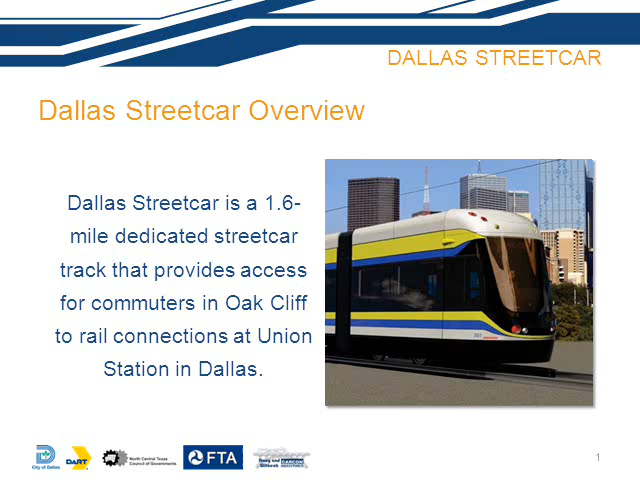 DALLAS STREETCAR
Dallas Streetcar Overview
Dallas Streetcar is a 1.6-
mile dedicated streetcar
track that provides access
for commuters in Oak Cliff
to rail connections at Union
Station in Dallas.
City of Dallas
DART
North Central Texas
Council of Governments
FTA
1